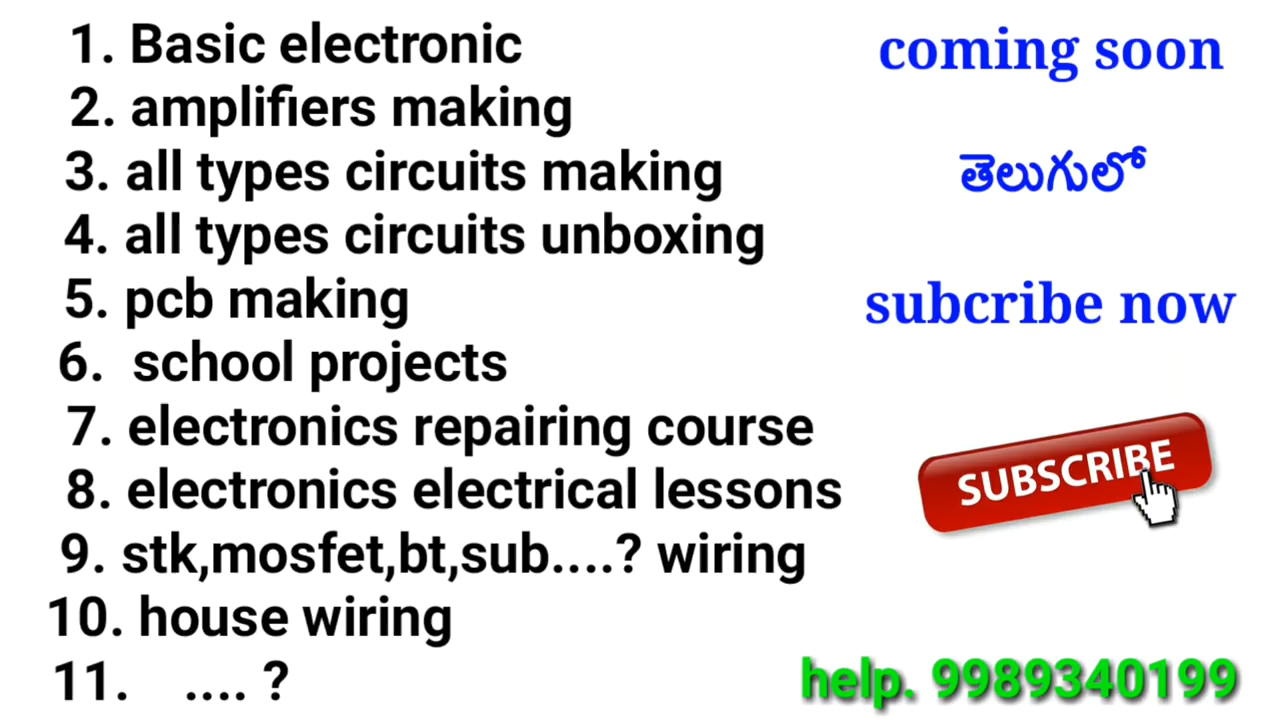 1. Basic electronic
2. amplifiers making
3. all types circuits making
4. all types circuits unboxing
5. pcb making
6. school projects
7. electronics repairing course
8. electronics electrical lessons
9. stk,mosfet,bt,sub....? wiring
10. house wiring
11. .... ?
coming soon
తెలుగులో
subcribe now
SUBSCRIBE
help. 9989340199